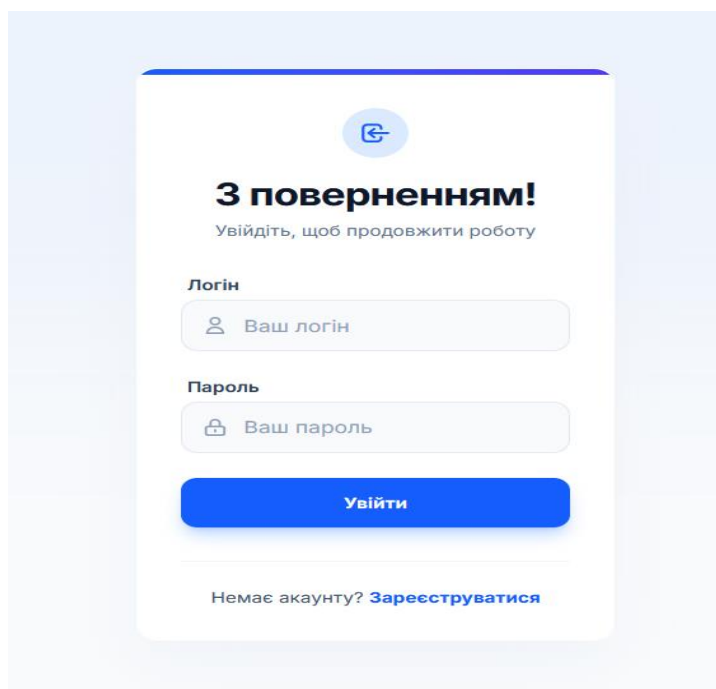 З поверненням!
Увійдіть, щоб продовжити роботу
Логін
Ваш логін
Пароль
Ваш пароль
Увійти
Немає акаунту? Зареєструватися